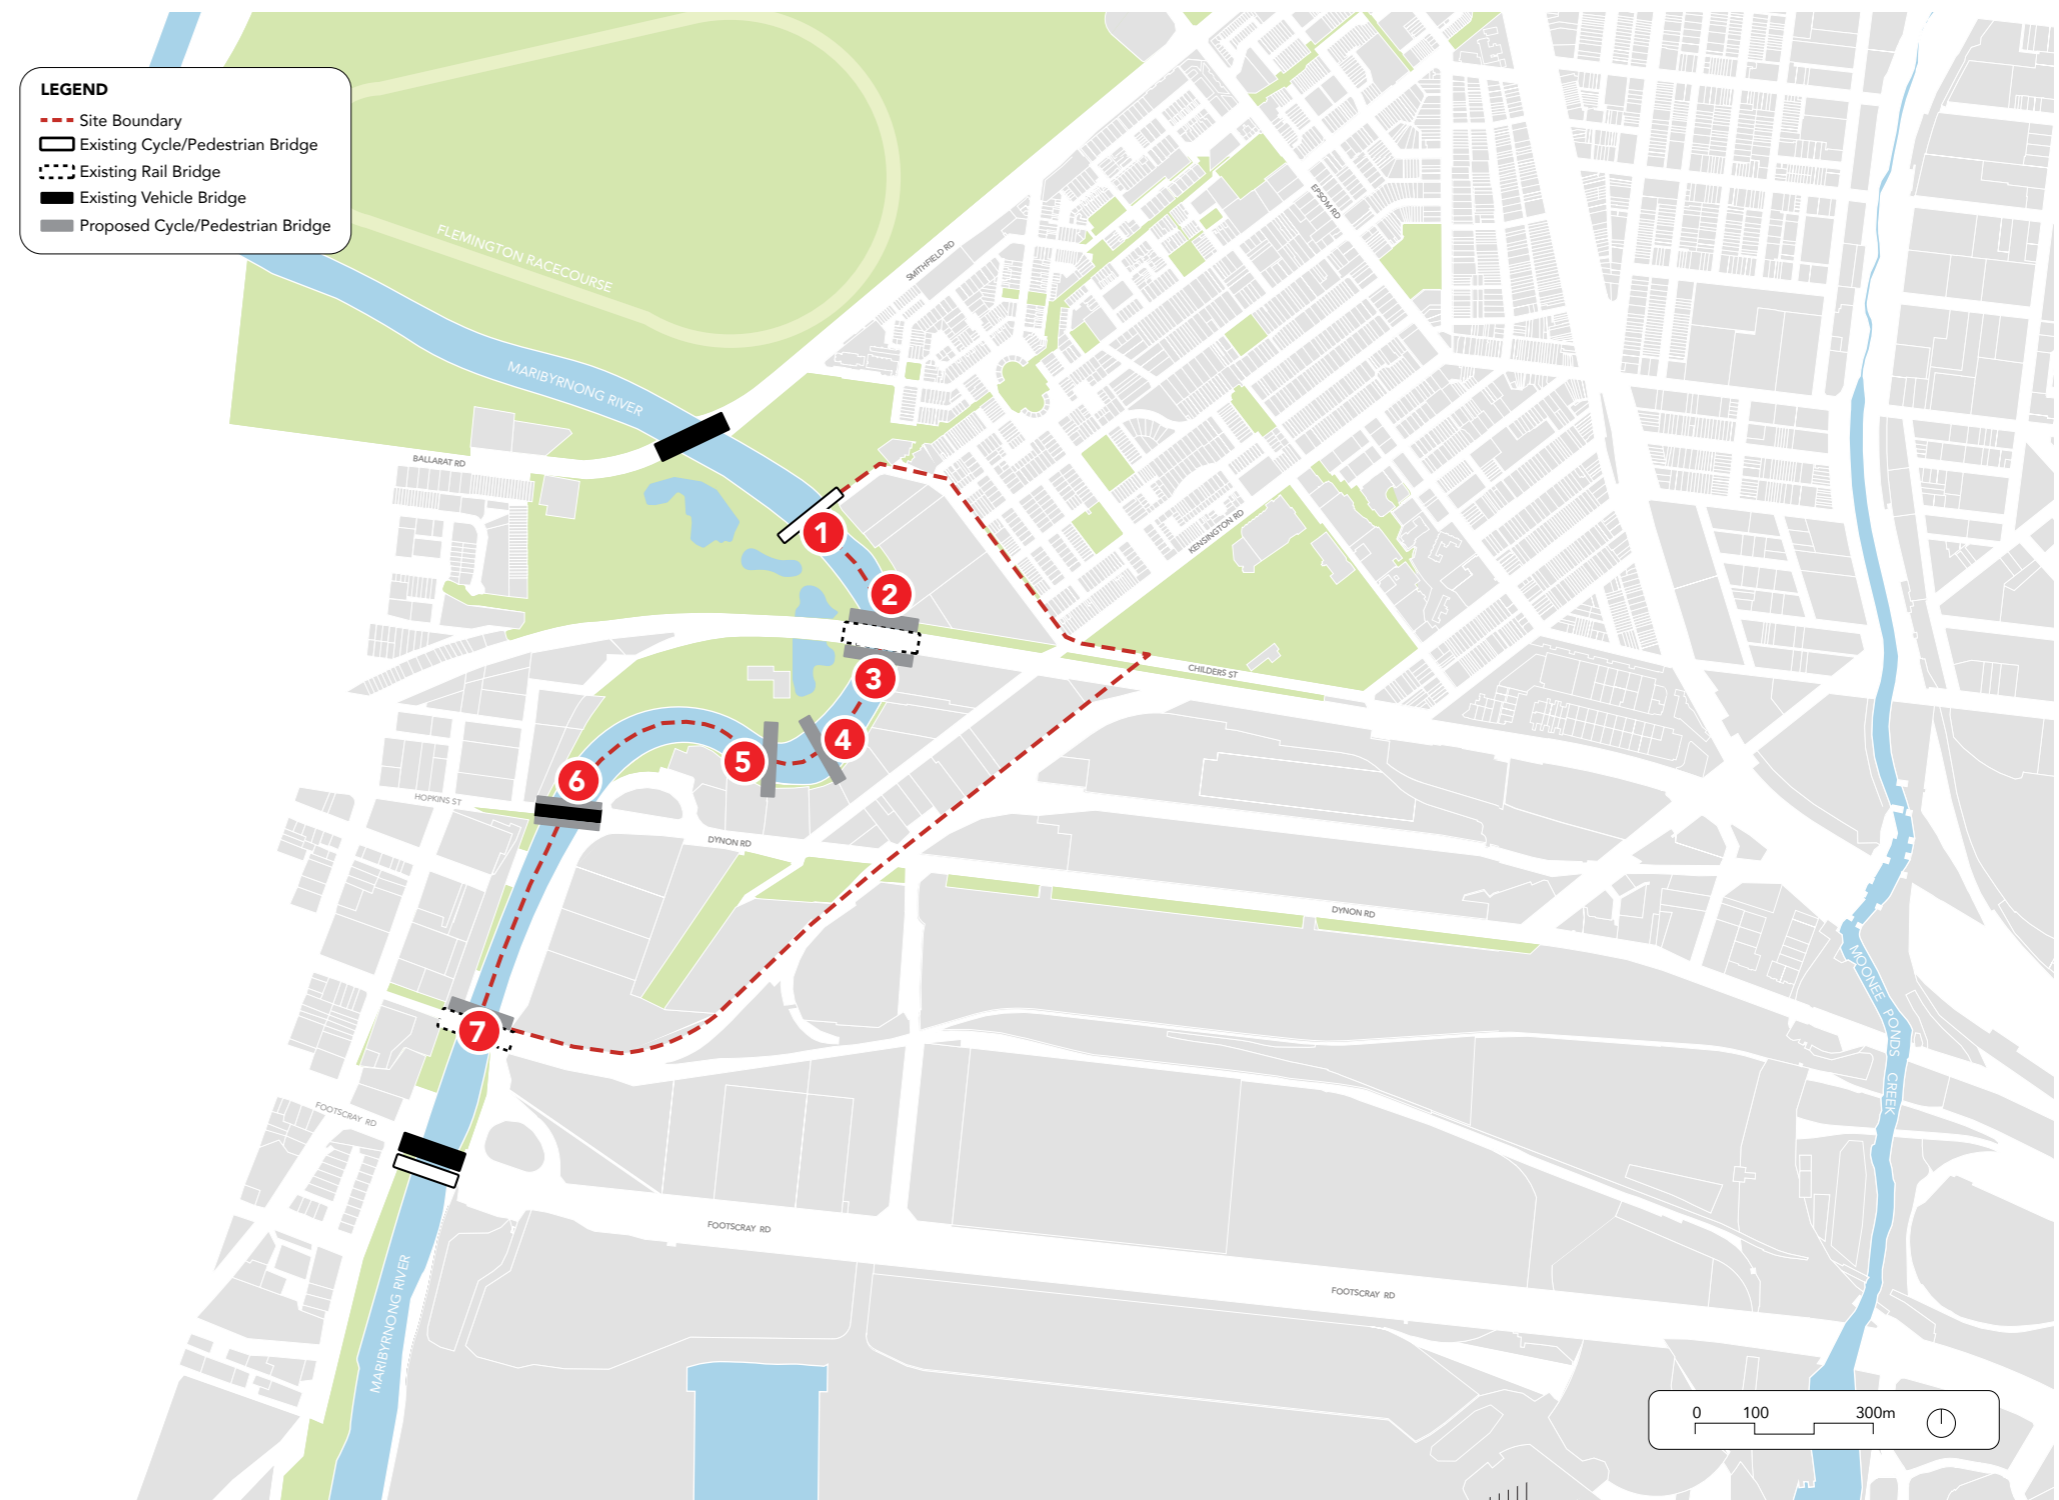 LEGEND
Site Boundary
Existing Cycle/Pedestrian Bridge
Existing Rail Bridge
Existing Vehicle Bridge
Proposed Cycle/Pedestrian Bridge
FLEMINGTON RACECOURSE
SMITHFIELD RD
EPSOM RD
MARIBYRNONG RIVER
BALLARAT RD
KENSINGTON RD
1
2
3
CHILDERS ST
4
5
6
HOPKINS ST
DYNON RD
DYNON RD
MOONEE PONDS CREEK
7
FOOTSCRAY RD
FOOTSCRAY RD
FOOTSCRAY RD
MARIBYRNONG RIVER
0 100 300m